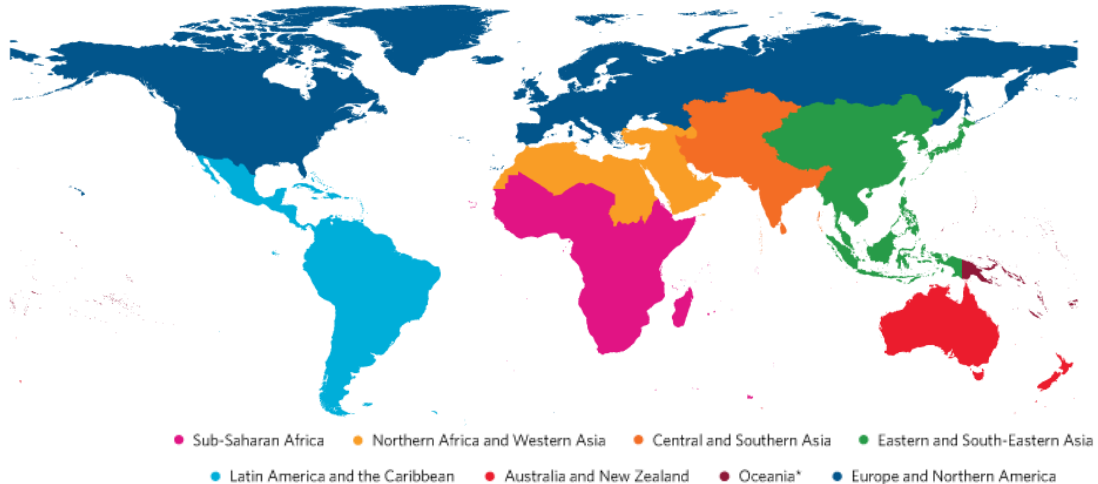 Sub-Saharan Africa Northern Africa and Western Asia Central and Southern Asia Eastern and South-Eastern Asia
Latin America and the Caribbean Australia and New Zealand Oceania* Europe and Northern America